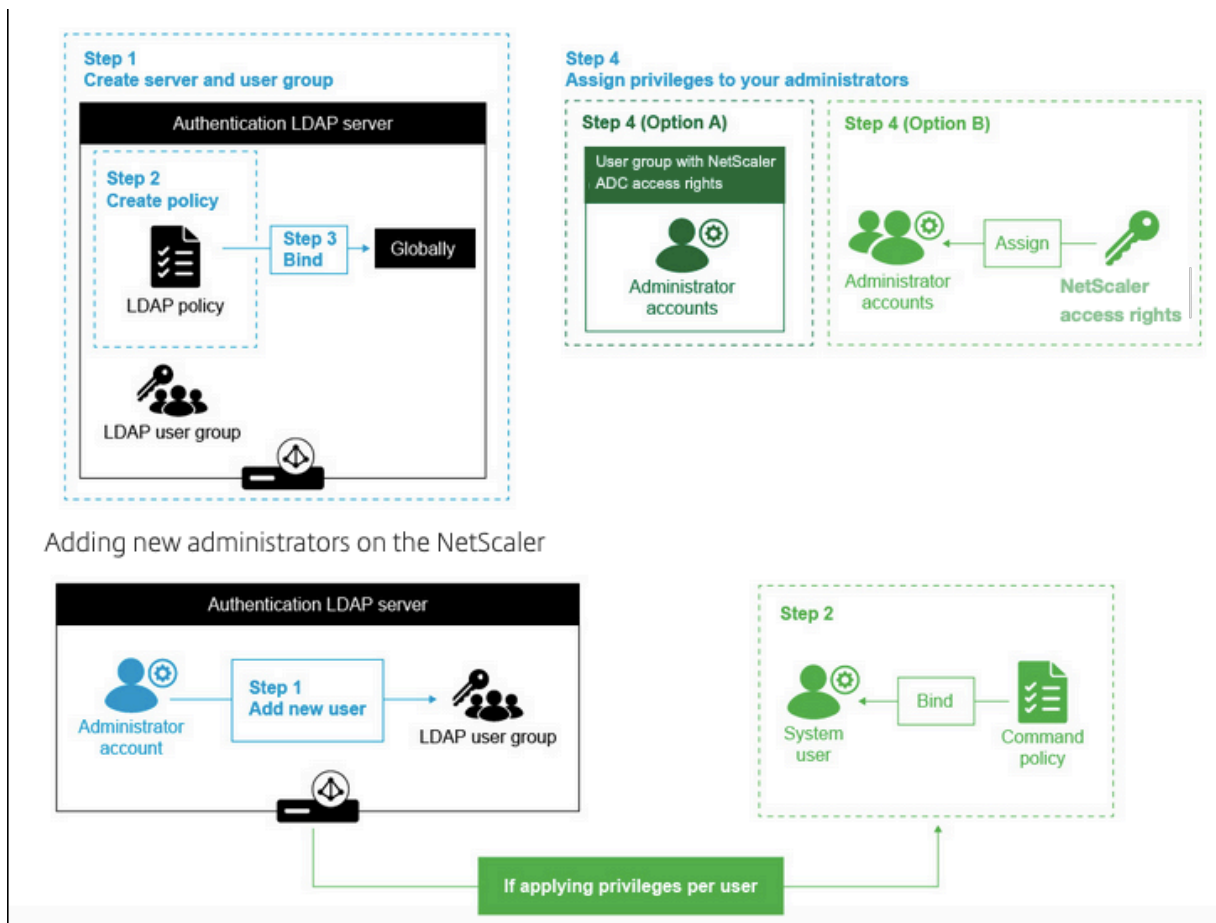 Step 1
Create server and user group
Authentication LDAP server
Step 2
Create policy
LDAP policy
Step 3
Bind
Globally
LDAP user group
Step 4
Assign privileges to your administrators
Step 4 (Option A)
User group with NetScaler
ADC access rights
Administrator
accounts
Step 4 (Option B)
Administrator
accounts
Assign
NetScaler
access rights
Adding new administrators on the NetScaler
Authentication LDAP server
Administrator
account
Step 1
Add new user
LDAP user group
Step 2
System
user
Bind
Command
policy
If applying privileges per user